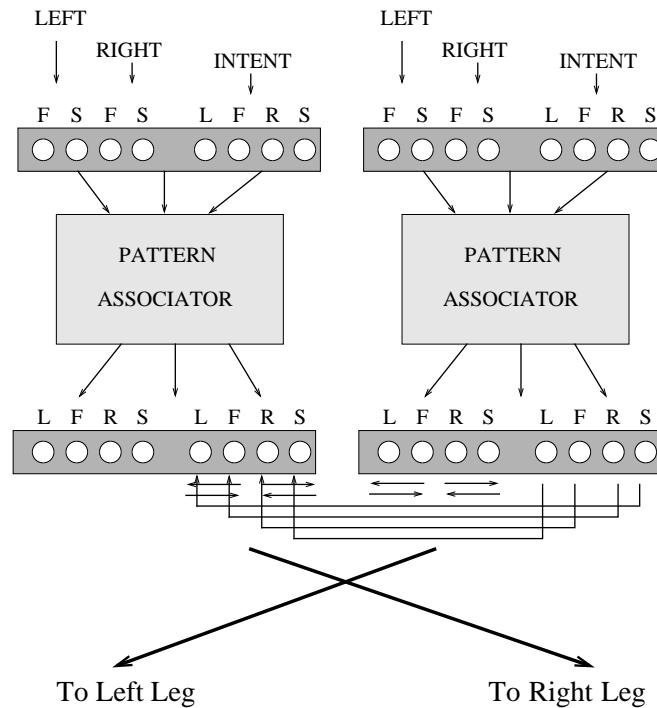 LEFT LEFT
RIGHT RIGHT
INTENT INTENT
F S F S L F R S F S F S L F R S
PATTERN PATTERN
ASSOCIATOR ASSOCIATOR
L F R S L F R S L F R S L F R S
To Left Leg To Right Leg